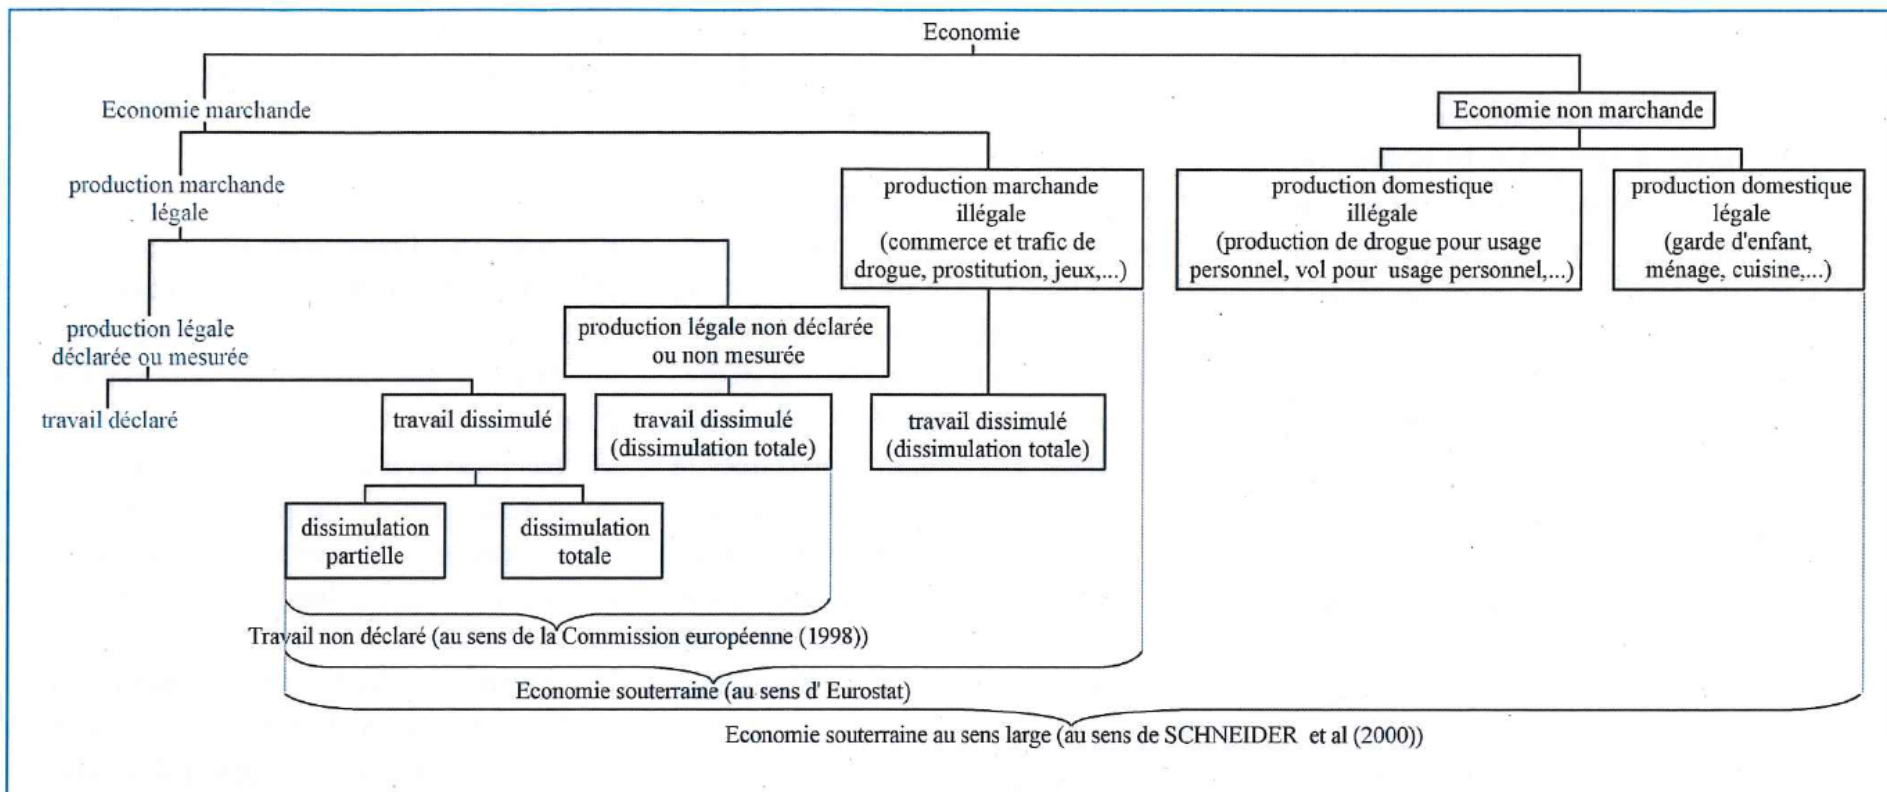 Economie
Economie marchande
Economie non marchande
production marchande
légale
production marchande
illégale
(commerce et trafic de
drogue, prostitution, jeux,...)
production domestique
illégale
(production de drogue pour usage
personnel, vol pour usage personnel,...)
production domestique
légale
(garde d'enfant,
ménage, cuisine,...)
production légale
déclarée ou mesurée
production légale non déclarée
ou non mesurée
travail déclaré
travail dissimulé
travail dissimulé
(dissimulation totale)
travail dissimulé
(dissimulation totale)
dissimulation
partielle
dissimulation
totale
Travail non déclaré (au sens de la Commission européenne (1998))
Economie souterraine (au sens d' Eurostat)
Economie souterraine au sens large (au sens de SCHNEIDER et al (2000))